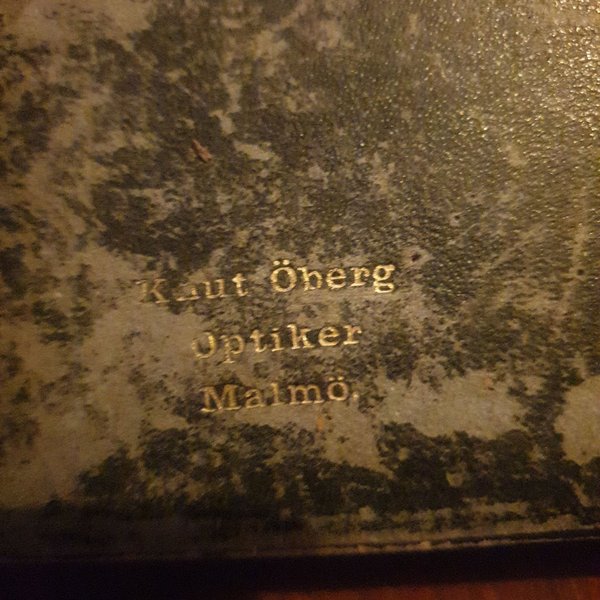 Knut Öberg
Optiker
Malmö.